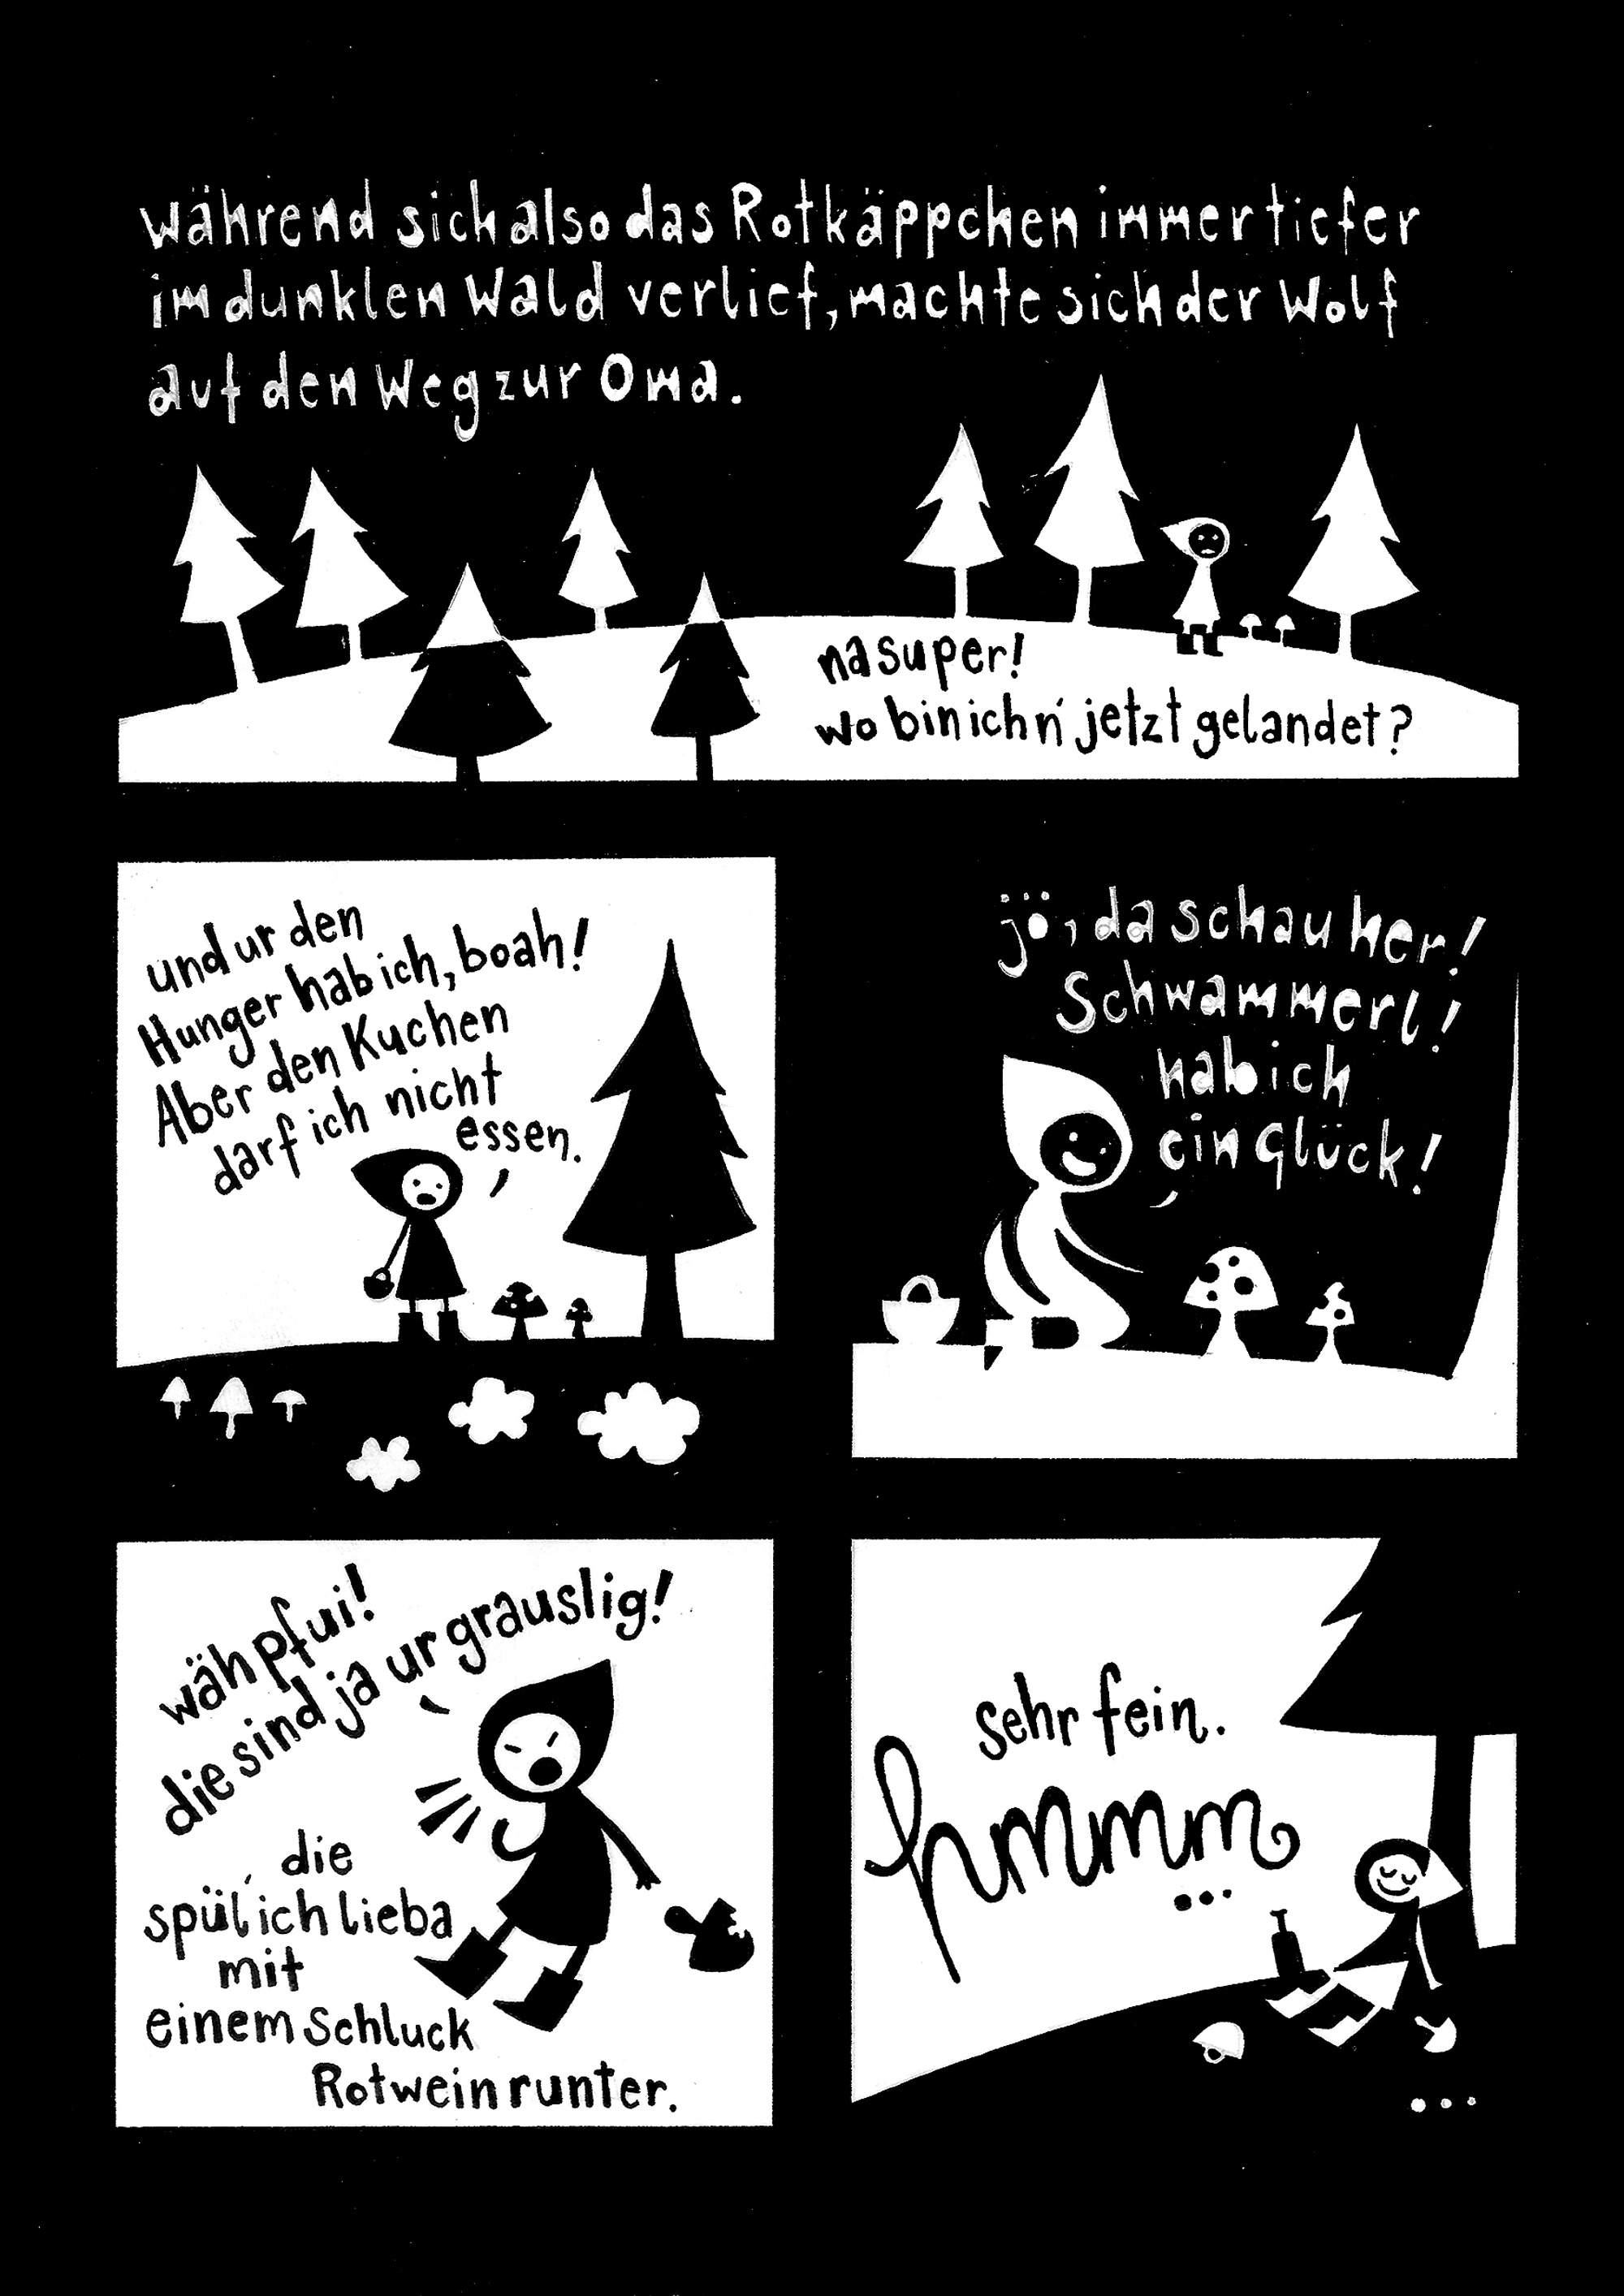 während sich also das Rotkäppchen immer tiefer
im dunklen Wald verlief, machte sich der Wolf
auf den Weg zur Oma.
na super!
wo bin ich n' jetzt gelandet?
und ur den
Hunger hab ich, boah!
Aber den Kuchen
darf ich nicht
essen.
jö, da schau her!
Schwammerl!
hab ich
ein Glück!
wäh pfui!
die sind ja ur grauslig!
die
spül ich lieba
mit
einem Schluck
Rotwein runter.
sehr fein.
hmmmm
...
...